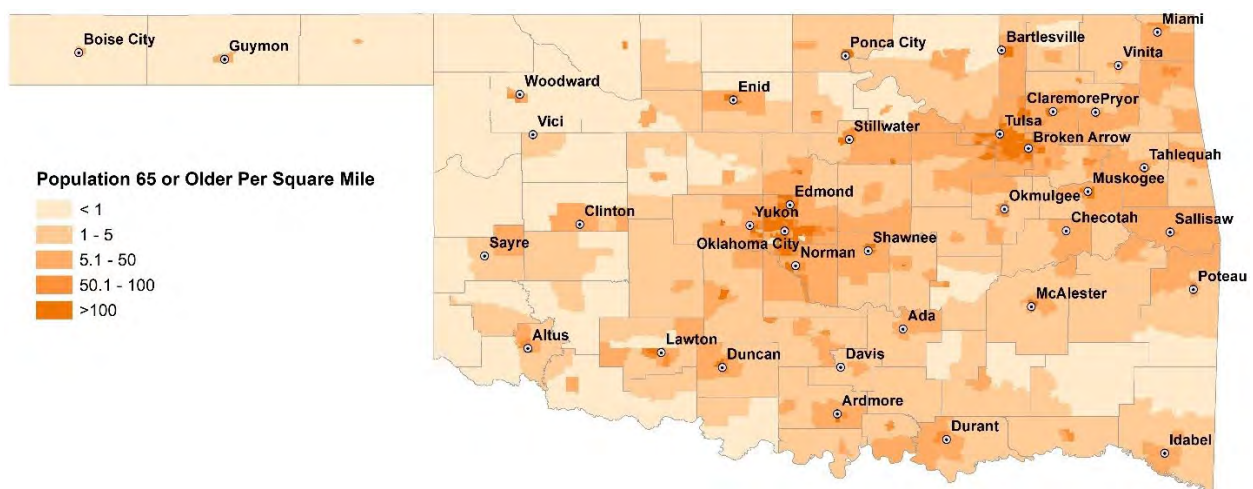 Boise City
Guymon
Ponca City
Bartlesville
Miami
Vinita
Woodward
Enid
Claremore
Pryor
Vici
Stillwater
Tulsa
Broken Arrow
Tahlequah
Population 65 or Older Per Square Mile
< 1
1 - 5
5.1 - 50
50.1 - 100
>100
Edmond
Muskogee
Clinton
Yukon
Okmulgee
Checotah
Sallisaw
Sayre
Oklahoma City
Norman
Shawnee
Poteau
McAlester
Ada
Altus
Lawton
Duncan
Davis
Ardmore
Durant
Idabel